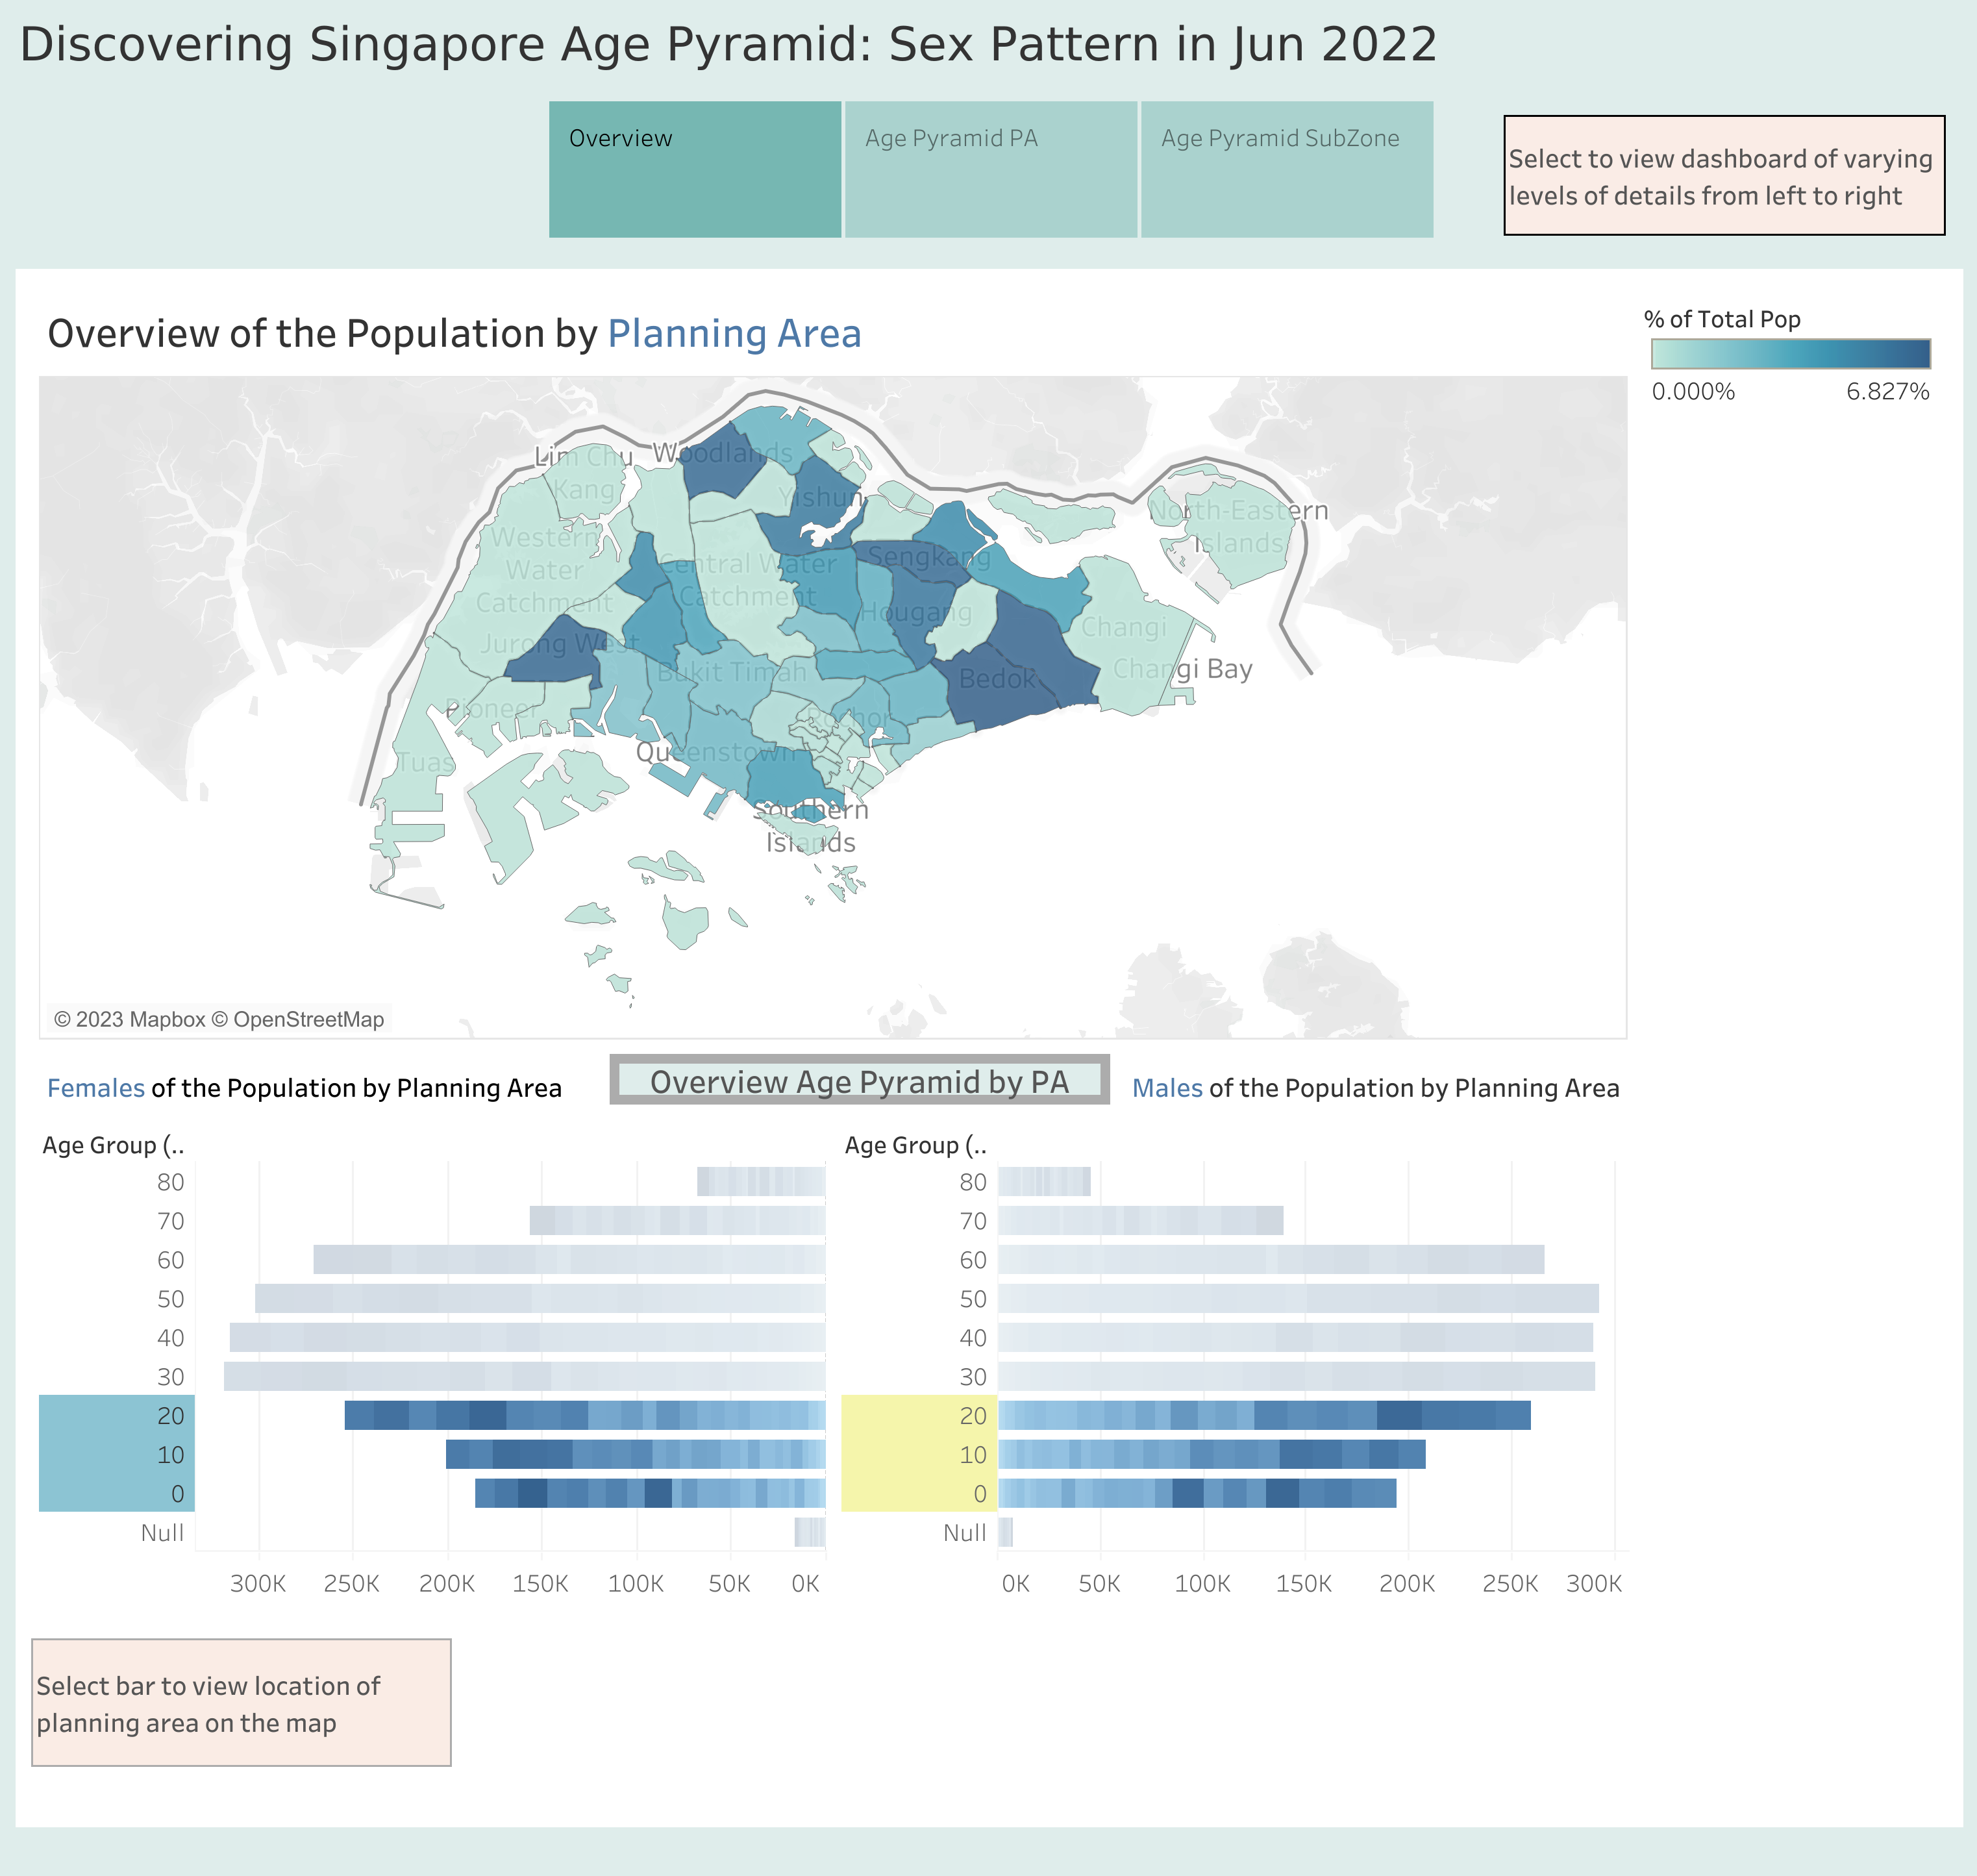 Discovering Singapore Age Pyramid: Sex Pattern in Jun 2022
Overview
Age Pyramid PA
Age Pyramid SubZone
Select to view dashboard of varying
levels of details from left to right
Overview of the Population by Planning Area
% of Total Pop
0.000%
6.827%
Lim Chu
Kang
Woodlands
Yishun
North-Eastern
Islands
Western
Water
Catchment
Central Water
Catchment
Sengkang
Hougang
Jurong West
Bukit Timah
Changi
Changi Bay
Bedok
Pioneer
Rochor
Tuas
Queenstown
Southern
Islands
© 2023 Mapbox © OpenStreetMap
Females of the Population by Planning Area
Overview Age Pyramid by PA
Males of the Population by Planning Area
Age Group (..
80
70
60
50
40
30
20
10
0
Null
300K
250K
200K
150K
100K
50K
0K
Age Group (..
80
70
60
50
40
30
20
10
0
Null
0K
50K
100K
150K
200K
250K
300K
Select bar to view location of
planning area on the map